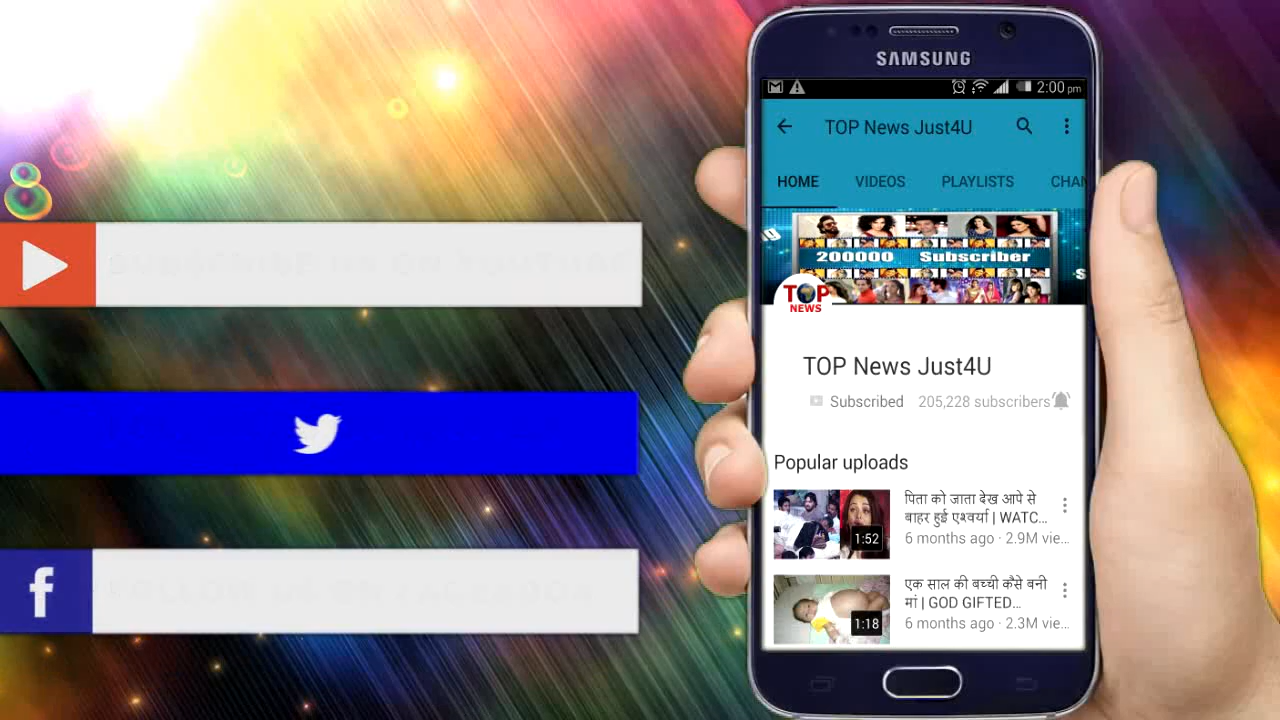 SAMSUNG
2:00 pm
TOP News Just4U
HOME VIDEOS PLAYLISTS CHAN
200000 Subscriber
TOP
NEWS
TOP News Just4U
Subscribed 205,228 subscribers
Popular uploads
पिता को जाता देख आपे से
बाहर हुई एश्वर्या | WATC...
6 months ago · 2.9M vie...
1:52
एक साल की बच्ची कैसे बनी
मां | GOD GIFTED...
6 months ago · 2.3M vie...
1:18